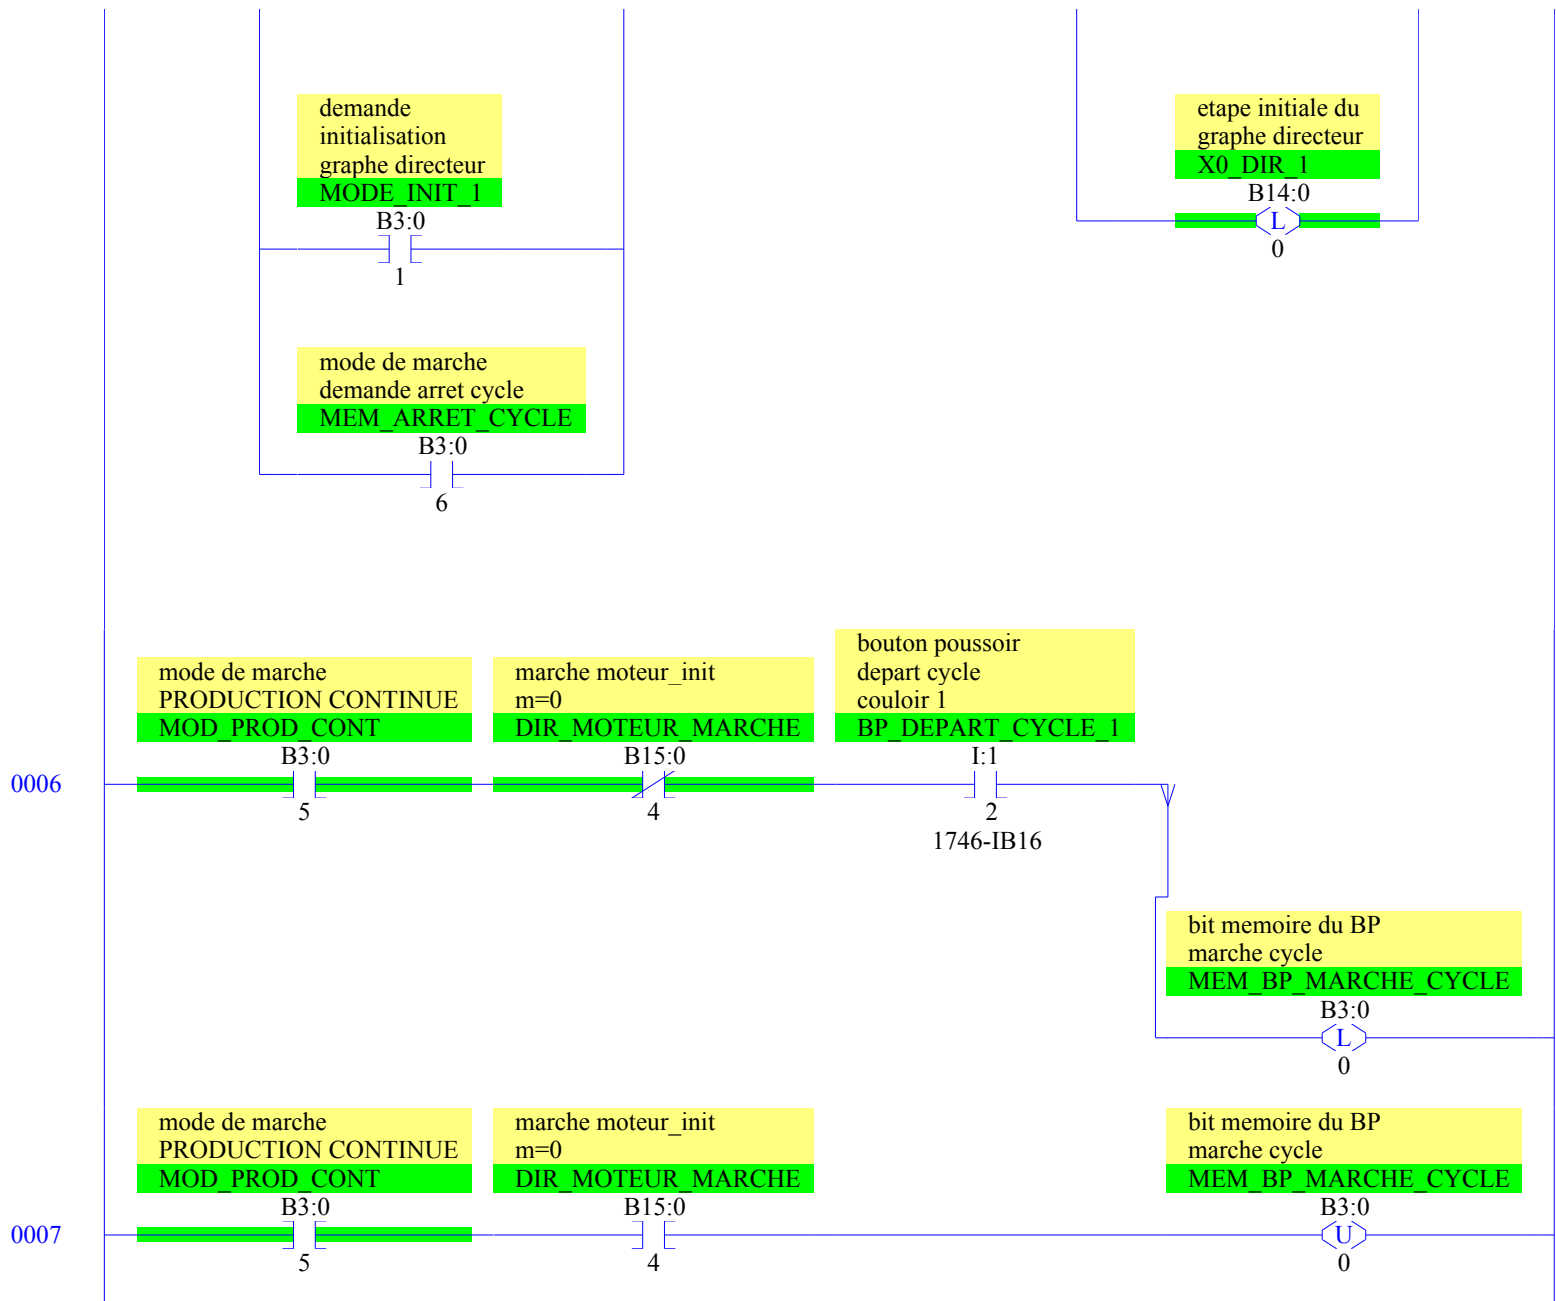 demande
initialisation
graphe directeur
MODE_INIT_1
B3:0
1
etape initiale du
graphe directeur
X0_DIR_1
B14:0
L
0
mode de marche
demande arret cycle
MEM_ARRET_CYCLE
B3:0
6
0006
mode de marche
PRODUCTION CONTINUE
MOD_PROD_CONT
B3:0
5
marche moteur_init
m=0
DIR_MOTEUR_MARCHE
B15:0
4
bouton poussoir
depart cycle
couloir 1
BP_DEPART_CYCLE_1
I:1
2
1746-IB16
bit memoire du BP
marche cycle
MEM_BP_MARCHE_CYCLE
B3:0
L
0
0007
mode de marche
PRODUCTION CONTINUE
MOD_PROD_CONT
B3:0
5
marche moteur_init
m=0
DIR_MOTEUR_MARCHE
B15:0
4
bit memoire du BP
marche cycle
MEM_BP_MARCHE_CYCLE
B3:0
U
0